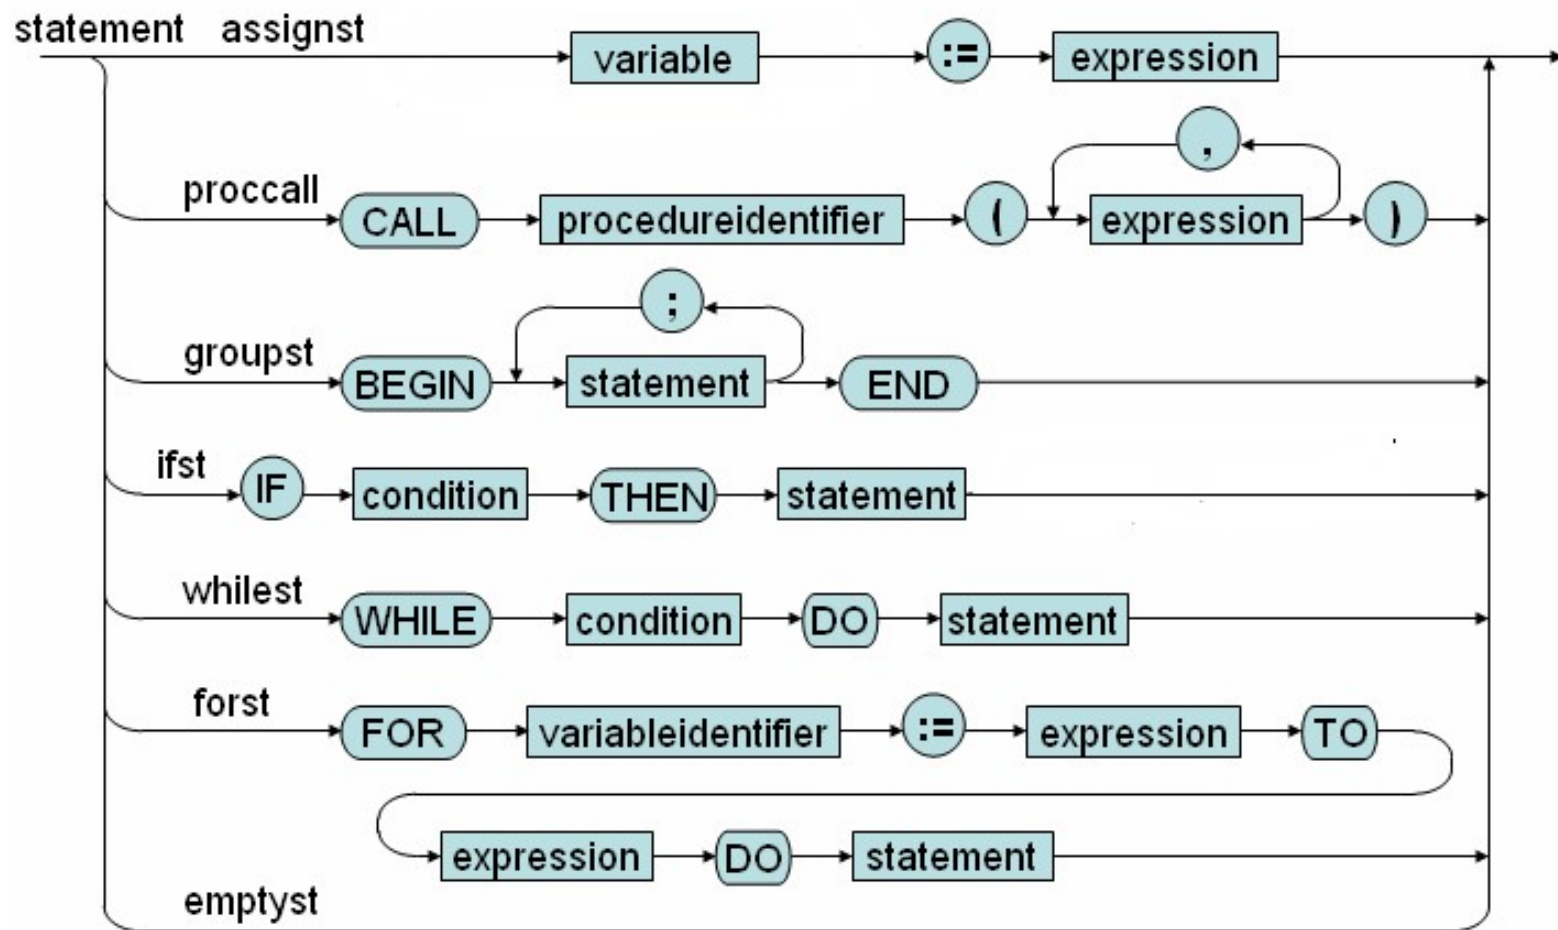 statement assignst
variable := expression
,
proccall CALL procedureidentifier ( expression )
;
groupst BEGIN statement END
ifst IF condition THEN statement
whilest WHILE condition DO statement
forst FOR variableidentifier := expression TO
expression DO statement
emptyst